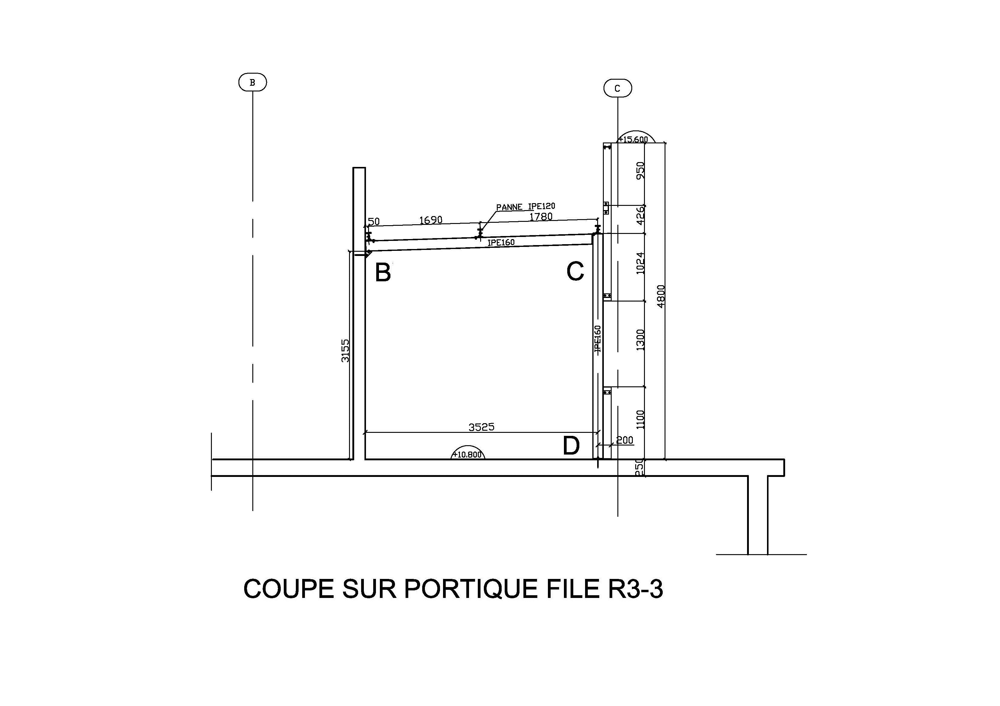 B
C
+15.600
950
PANNE IPE120
426
50
1690
1780
IPE160
1024
B
C
4800
3155
IPE160
1300
1100
3525
200
D
+10.800
250
COUPE SUR PORTIQUE FILE R3-3